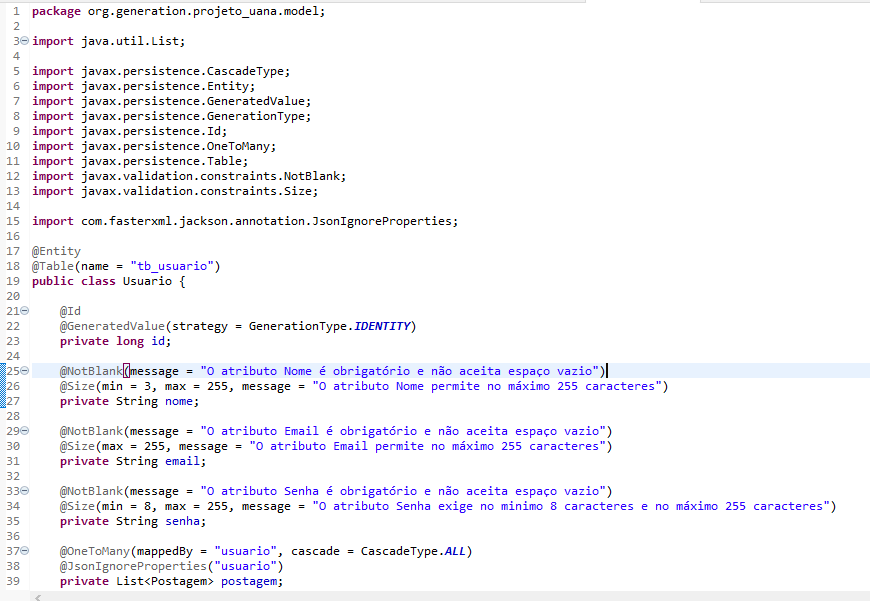 1 package org.generation.projeto_uana.model;
2
3 import java.util.List;
4
5 import javax.persistence.CascadeType;
6 import javax.persistence.Entity;
7 import javax.persistence.GeneratedValue;
8 import javax.persistence.GenerationType;
9 import javax.persistence.Id;
10 import javax.persistence.OneToMany;
11 import javax.persistence.Table;
12 import javax.validation.constraints.NotBlank;
13 import javax.validation.constraints.Size;
14
15 import com.fasterxml.jackson.annotation.JsonIgnoreProperties;
16
17 @Entity
18 @Table(name = "tb_usuario")
19 public class Usuario {
20
21 @Id
22 @GeneratedValue(strategy = GenerationType.IDENTITY)
23 private long id;
24
25 @NotBlank(message = "O atributo Nome é obrigatório e não aceita espaço vazio")
26 @Size(min = 3, max = 255, message = "O atributo Nome permite no máximo 255 caracteres")
27 private String nome;
28
29 @NotBlank(message = "O atributo Email é obrigatório e não aceita espaço vazio")
30 @Size(max = 255, message = "O atributo Email permite no máximo 255 caracteres")
31 private String email;
32
33 @NotBlank(message = "O atributo Senha é obrigatório e não aceita espaço vazio")
34 @Size(min = 8, max = 255, message = "O atributo Senha exige no minimo 8 caracteres e no máximo 255 caracteres")
35 private String senha;
36
37 @OneToMany(mappedBy = "usuario", cascade = CascadeType.ALL)
38 @JsonIgnoreProperties("usuario")
39 private List<Postagem> postagem;